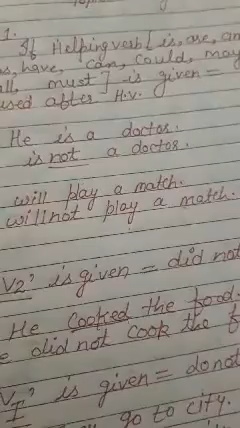 1.
If Helping verb [is, are, am
as, have, can, could, may
all, must] is given =
used after H.V.
He is a doctor.
is not a doctor.
will play a match.
will not play a match.
V2' is given = did not
He cooked the food.
e did not cook the f
V1' is given = do not
go to city.